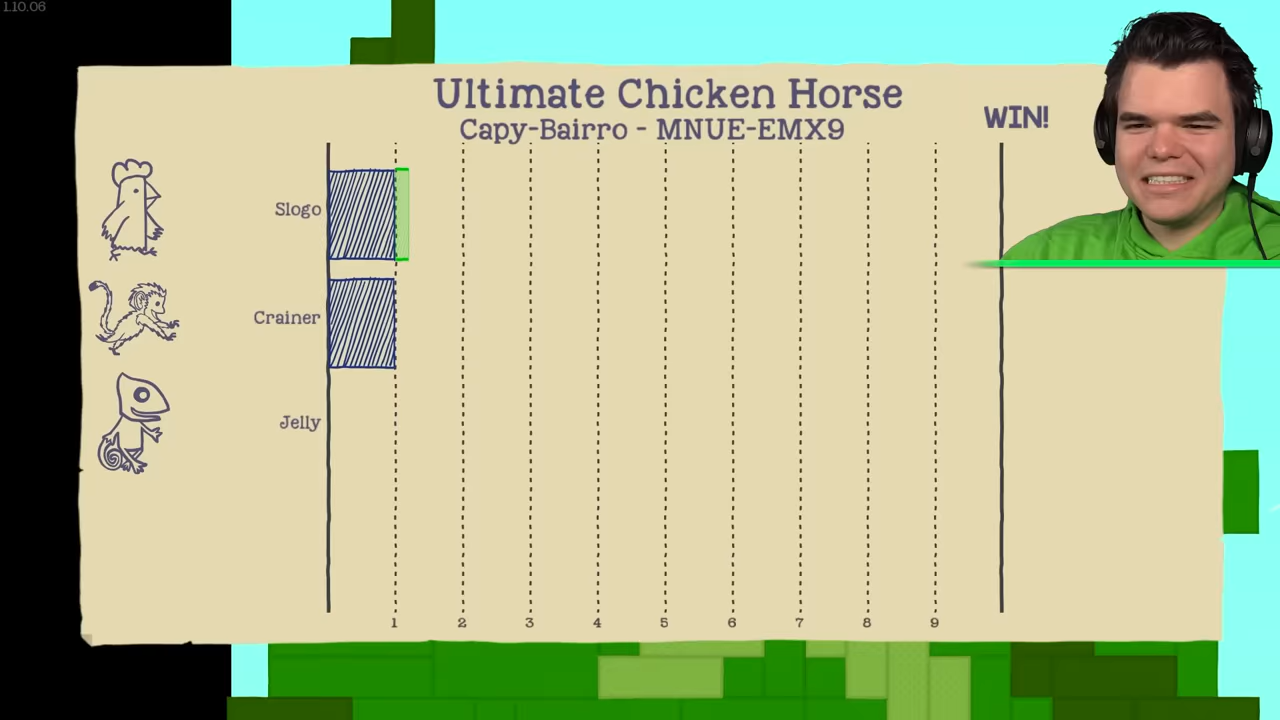 1.10.06
Ultimate Chicken Horse
Capy-Bairro - MNUE-EMX9
WIN!
Slogo
Crainer
Jelly
1 2 3 4 5 6 7 8 9